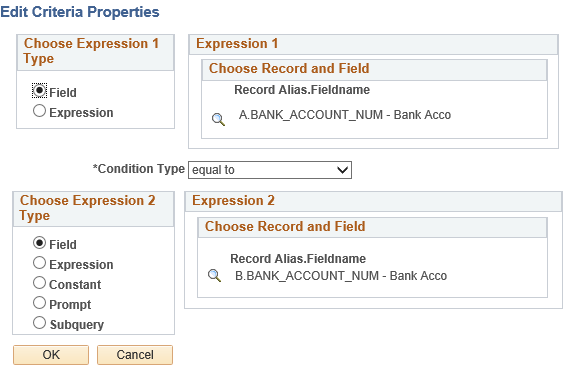 Edit Criteria Properties
Choose Expression 1
Type
Field
Expression
Expression 1
Choose Record and Field
Record Alias.Fieldname
A.BANK_ACCOUNT_NUM - Bank Acco
*Condition Type equal to
Choose Expression 2
Type
Field
Expression
Constant
Prompt
Subquery
Expression 2
Choose Record and Field
Record Alias.Fieldname
B.BANK_ACCOUNT_NUM - Bank Acco
OK Cancel